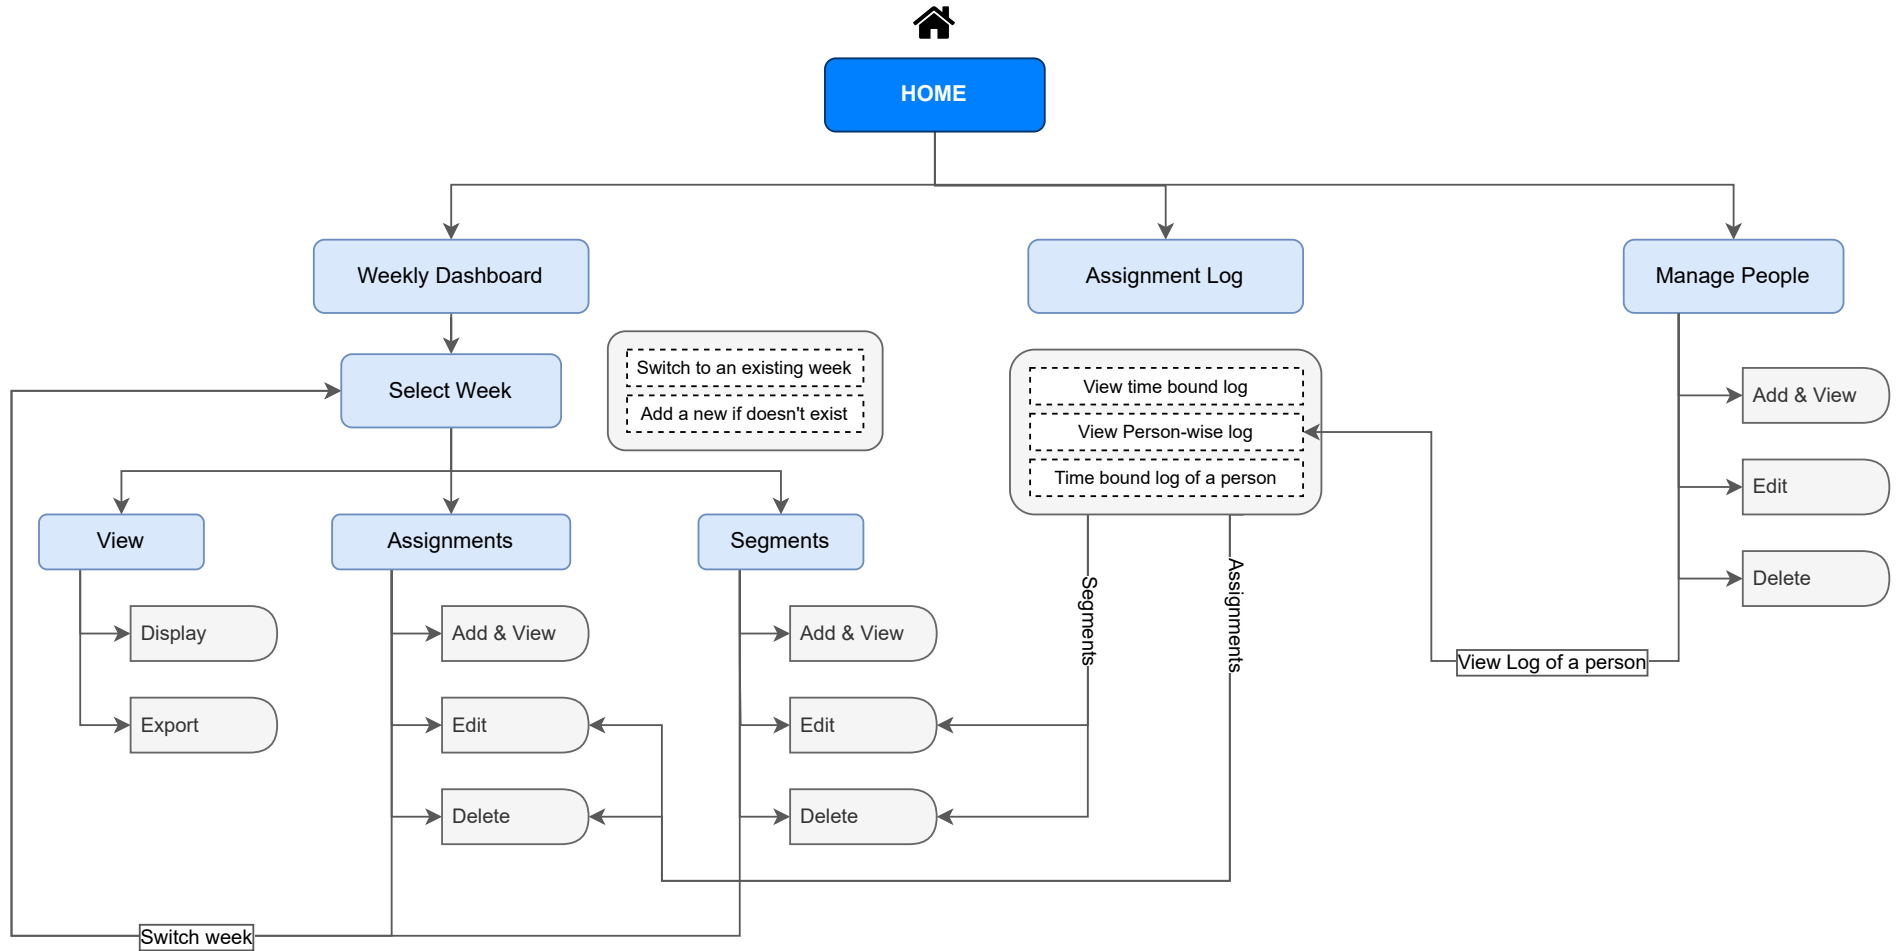 HOME
Weekly Dashboard
Assignment Log
Manage People
Select Week
Switch to an existing week
Add a new if doesn't exist
View time bound log
View Person-wise log
Time bound log of a person
Add & View
Edit
Delete
View
Assignments
Segments
Display
Export
Add & View
Edit
Delete
Add & View
Edit
Delete
Segments
Assignments
View Log of a person
Switch week